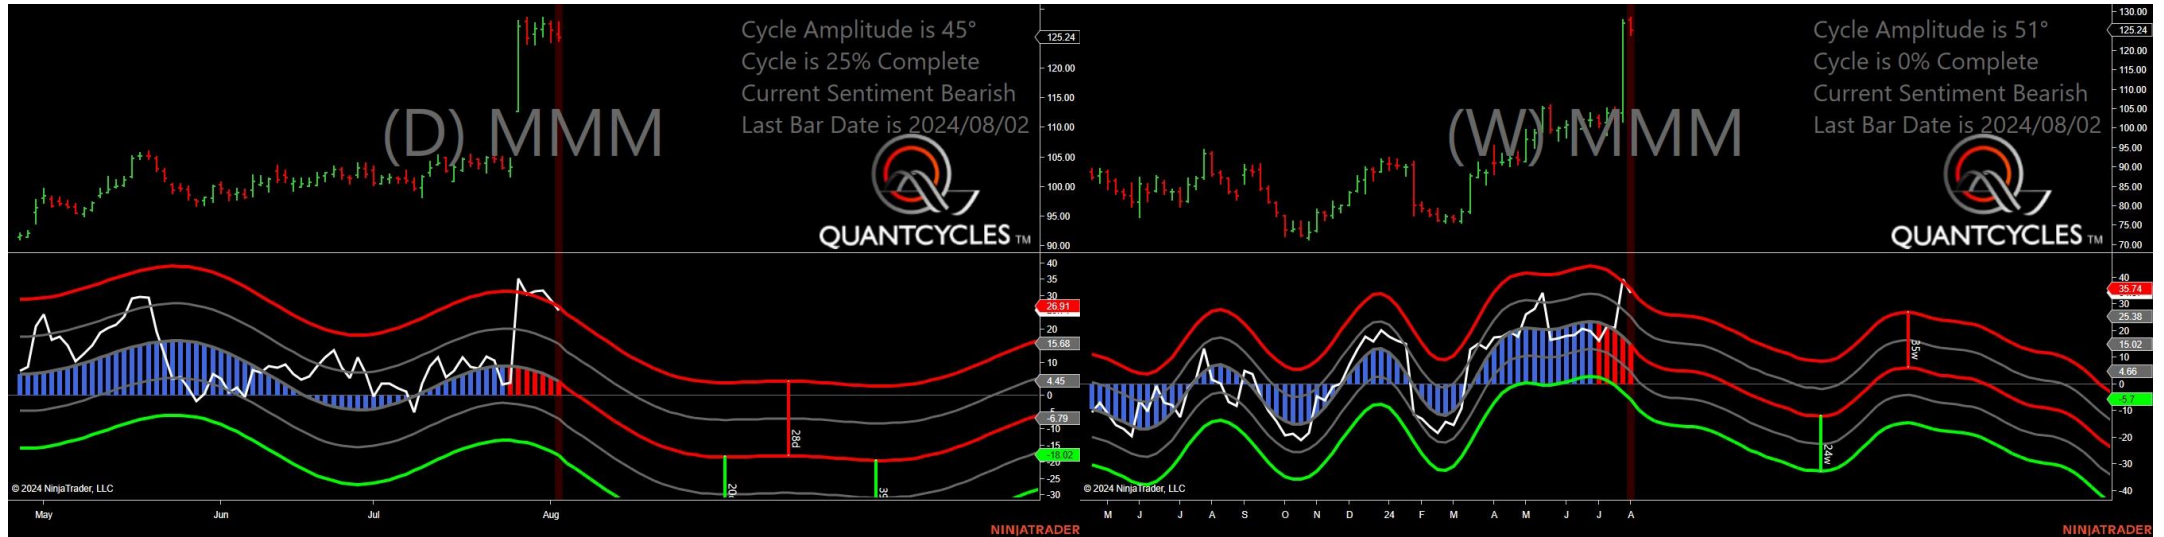 Cycle Amplitude is 45°
Cycle is 25% Complete
Current Sentiment Bearish
Last Bar Date is 2024/08/02
(D) MMM
QUANTCYCLES TM
125.24
120.00
115.00
110.00
105.00
100.00
95.00
90.00
40
35
30
26.91
20
15.68
10
4.45
0
-6.79
-10
-15
-18.02
-20
-25
-30
28d
© 2024 NinjaTrader, LLC
May Jun Jul Aug
NINJATRADER
Cycle Amplitude is 51°
Cycle is 0% Complete
Current Sentiment Bearish
Last Bar Date is 2024/08/02
(W) MMM
QUANTCYCLES TM
130.00
125.24
120.00
115.00
110.00
105.00
100.00
95.00
90.00
85.00
80.00
75.00
70.00
40
35.74
30
25.38
20
15.02
10
4.66
0
-5.7
-10
-20
-30
-40
35w
24w
© 2024 NinjaTrader, LLC
M J J A S O N D 24 F M A M J J A
NINJATRADER